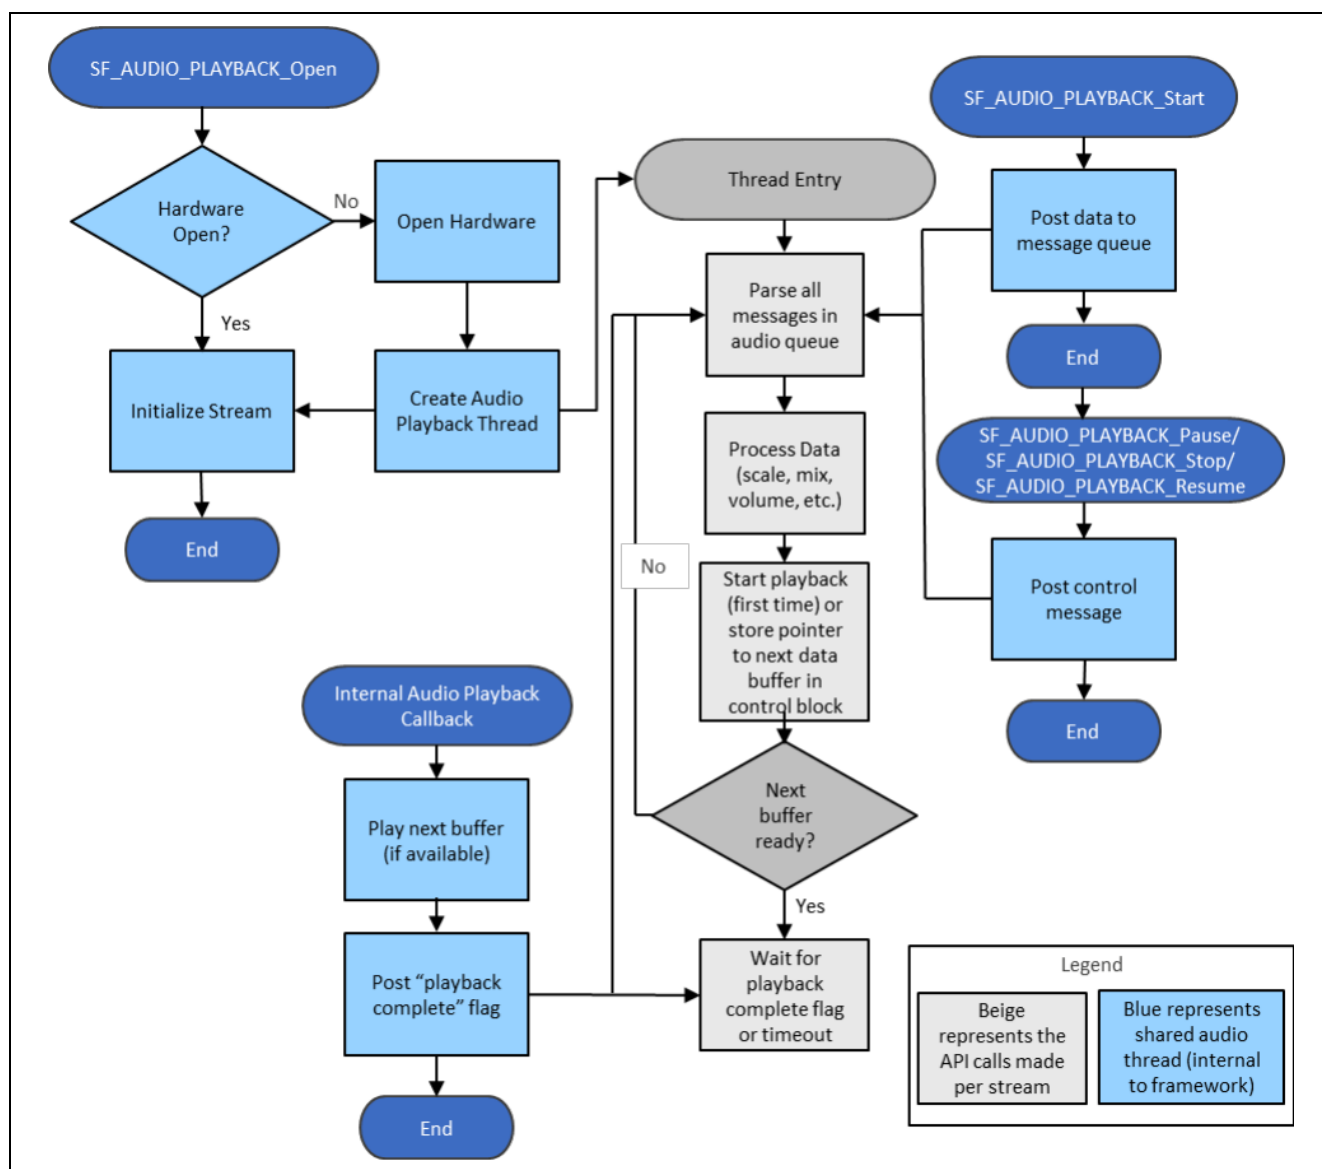 SF_AUDIO_PLAYBACK_Open
Hardware
Open?
No
Open Hardware
Yes
Initialize Stream
Create Audio
Playback Thread
End
Thread Entry
Parse all
messages in
audio queue
Process Data
(scale, mix,
volume, etc.)
No
Start playback
(first time) or
store pointer
to next data
buffer in
control block
Next
buffer
ready?
Yes
Wait for
playback
complete flag
or timeout
SF_AUDIO_PLAYBACK_Start
Post data to
message queue
End
SF_AUDIO_PLAYBACK_Pause/
SF_AUDIO_PLAYBACK_Stop/
SF_AUDIO_PLAYBACK_Resume
Post control
message
End
Internal Audio Playback
Callback
Play next buffer
(if available)
Post “playback
complete” flag
End
Legend
Beige
represents the
API calls made
per stream
Blue represents
shared audio
thread (internal
to framework)